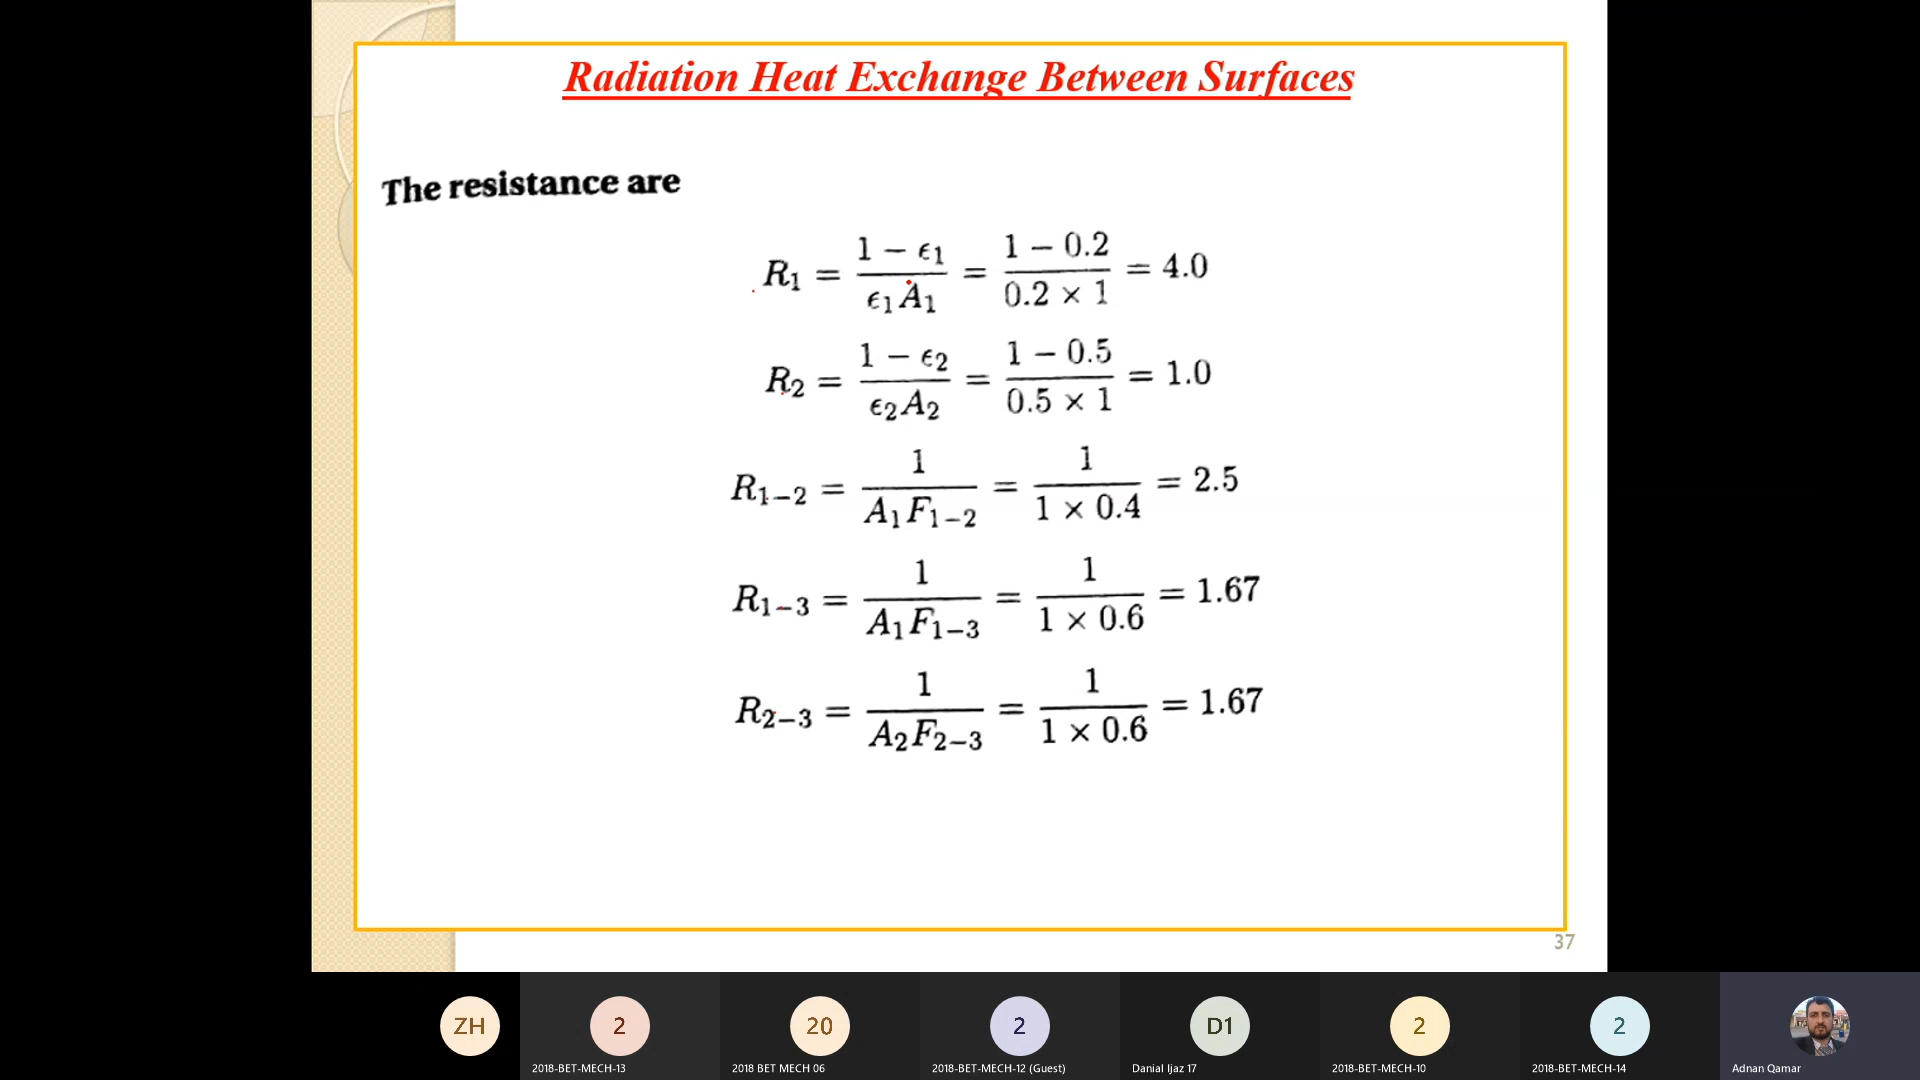 Radiation Heat Exchange Between Surfaces
The resistance are
R₁ = (1 − ϵ₁)/(ϵ₁A₁) = (1 − 0.2)/(0.2 × 1) = 4.0
R₂ = (1 − ϵ₂)/(ϵ₂A₂) = (1 − 0.5)/(0.5 × 1) = 1.0
R₁₋₂ = 1/(A₁F₁₋₂) = 1/(1 × 0.4) = 2.5
R₁₋₃ = 1/(A₁F₁₋₃) = 1/(1 × 0.6) = 1.67
R₂₋₃ = 1/(A₂F₂₋₃) = 1/(1 × 0.6) = 1.67
37
ZH 2 20 2 D1 2 2
2018-BET-MECH-13 2018 BET MECH 06 2018-BET-MECH-12 (Guest) Danial Ijaz 17 2018-BET-MECH-10 2018-BET-MECH-14 Adnan Qamar